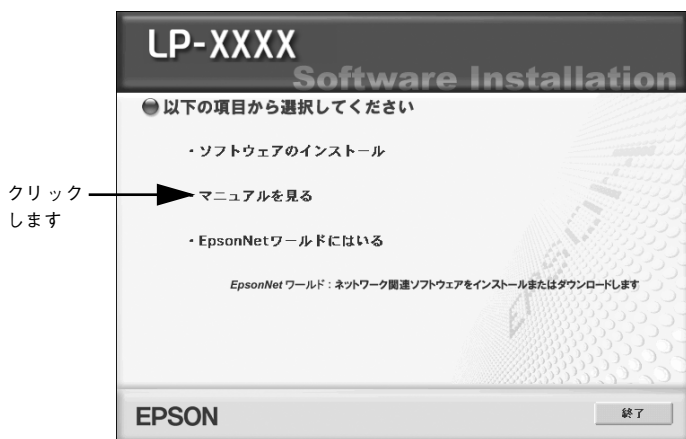 LP-XXXX
Software Installation
以下の項目から選択してください
・ソフトウェアのインストール
クリック
します
・マニュアルを見る
・EpsonNetワールドにはいる
EpsonNet ワールド：ネットワーク関連ソフトウェアをインストールまたはダウンロードします
EPSON
EPSON
終了